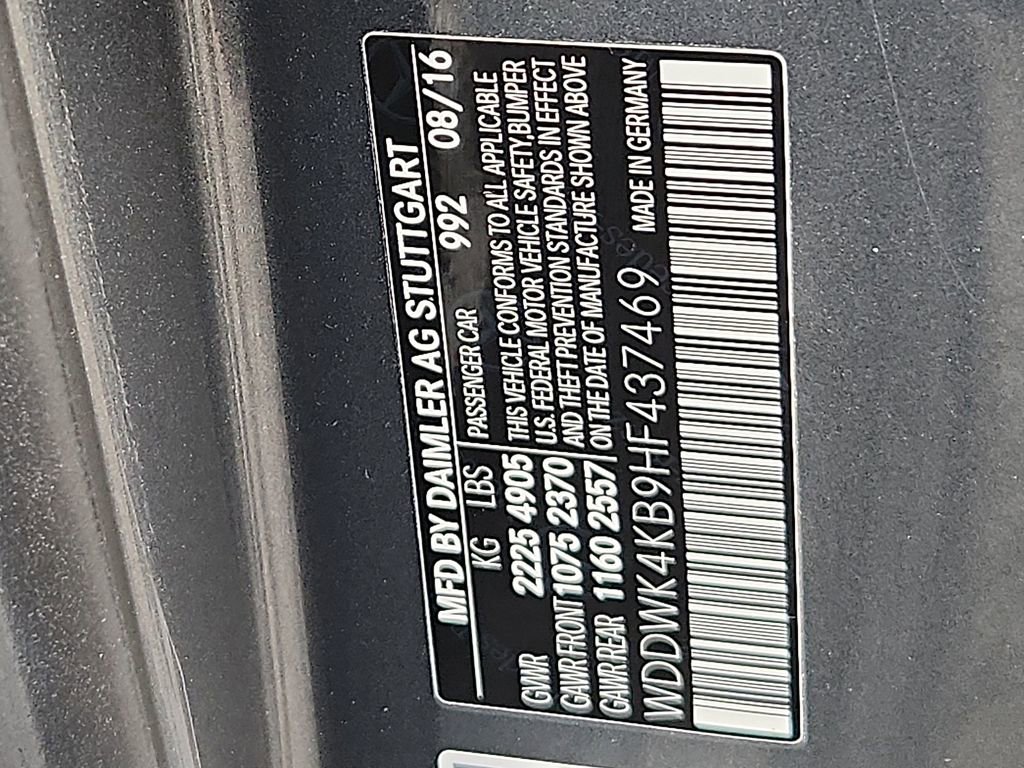 MFD BY DAIMLER AG STUTTGART
992 08/16
KG LBS PASSENGER CAR
GVWR 2225 4905
GAWR FRONT 1075 2370
GAWR REAR 1160 2557
THIS VEHICLE CONFORMS TO ALL APPLICABLE
U.S. FEDERAL MOTOR VEHICLE SAFETY, BUMPER
AND THEFT PREVENTION STANDARDS IN EFFECT
ON THE DATE OF MANUFACTURE SHOWN ABOVE
WDDWK4KB9HF437469 MADE IN GERMANY